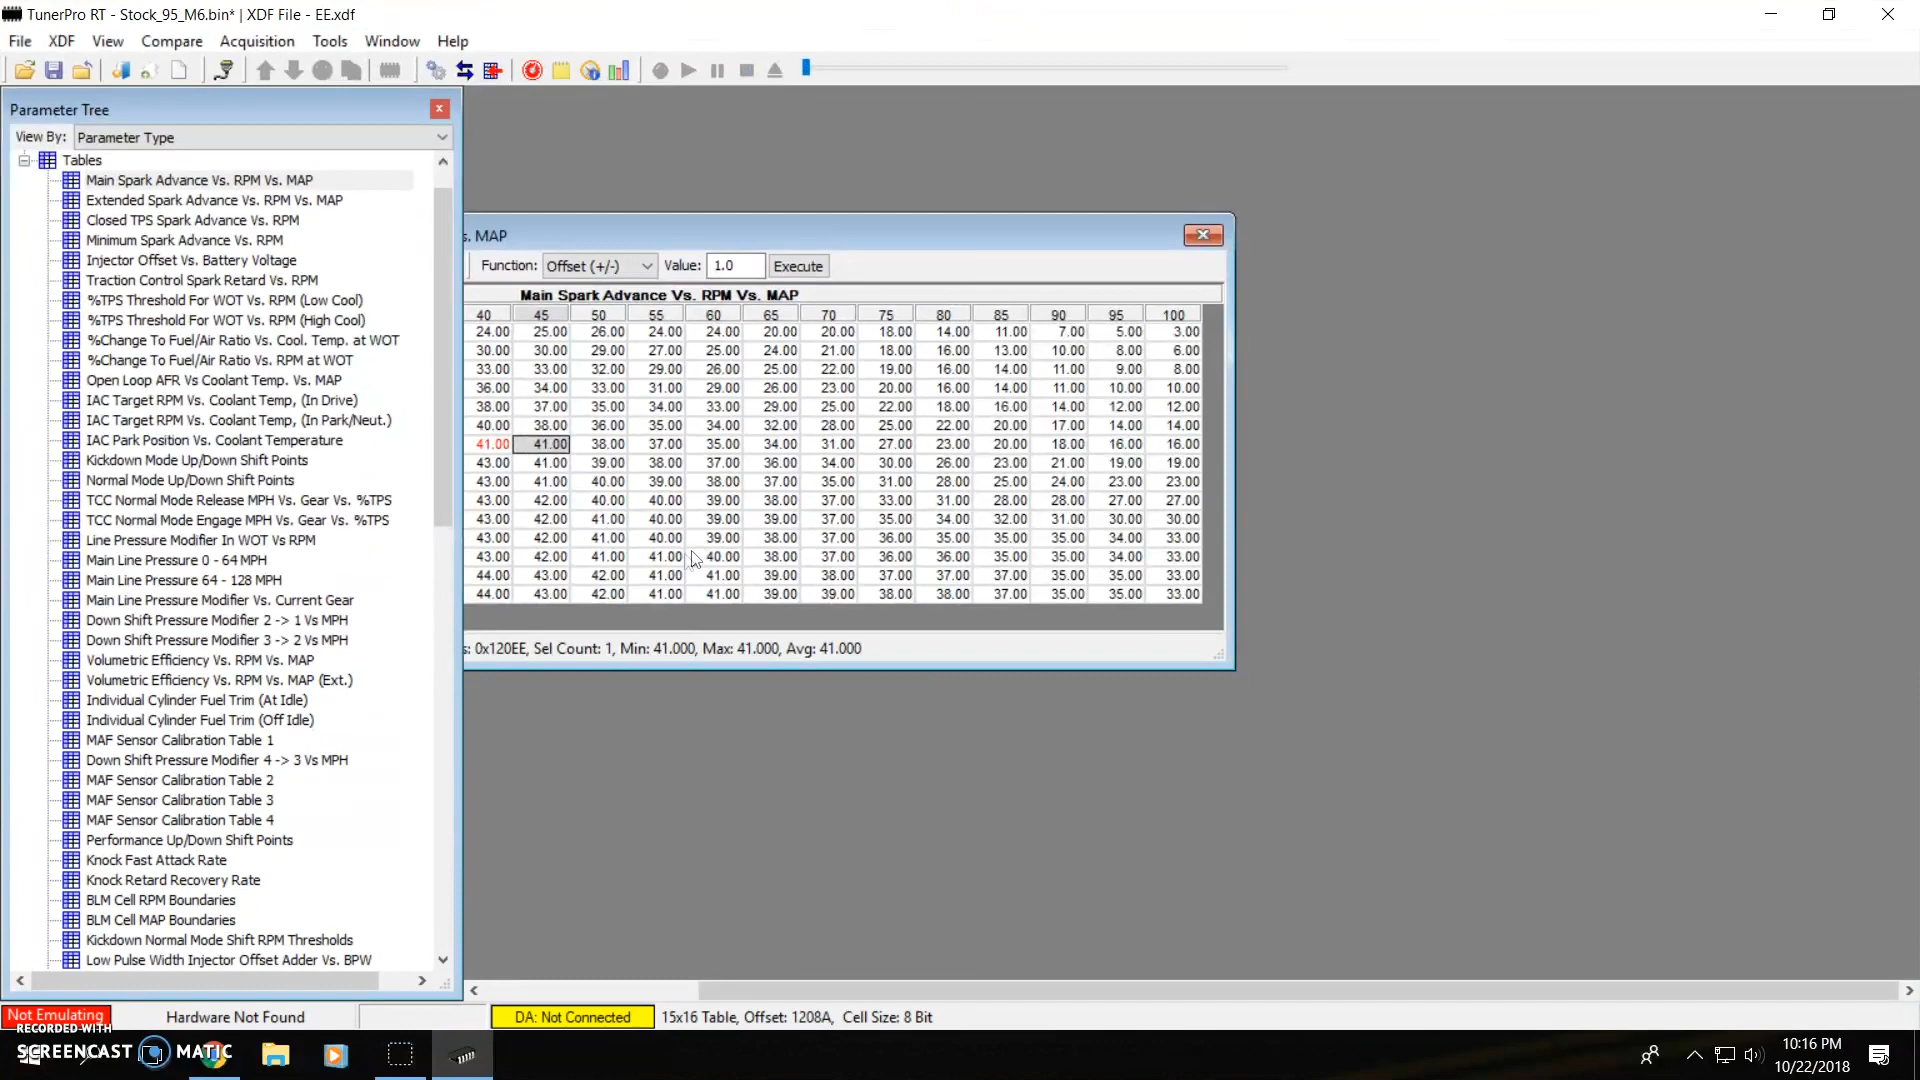 TunerPro RT - Stock_95_M6.bin* | XDF File - EE.xdf
File XDF View Compare Acquisition Tools Window Help
Parameter Tree
View By: Parameter Type
Tables
Main Spark Advance Vs. RPM Vs. MAP
Extended Spark Advance Vs. RPM Vs. MAP
Closed TPS Spark Advance Vs. RPM
Minimum Spark Advance Vs. RPM
Injector Offset Vs. Battery Voltage
Traction Control Spark Retard Vs. RPM
%TPS Threshold For WOT Vs. RPM (Low Cool)
%TPS Threshold For WOT Vs. RPM (High Cool)
%Change To Fuel/Air Ratio Vs. Cool. Temp. at WOT
%Change To Fuel/Air Ratio Vs. RPM at WOT
Open Loop AFR Vs Coolant Temp. Vs. MAP
IAC Target RPM Vs. Coolant Temp, (In Drive)
IAC Target RPM Vs. Coolant Temp, (In Park/Neut.)
IAC Park Position Vs. Coolant Temperature
Kickdown Mode Up/Down Shift Points
Normal Mode Up/Down Shift Points
TCC Normal Mode Release MPH Vs. Gear Vs. %TPS
TCC Normal Mode Engage MPH Vs. Gear Vs. %TPS
Line Pressure Modifier In WOT Vs RPM
Main Line Pressure 0 - 64 MPH
Main Line Pressure 64 - 128 MPH
Main Line Pressure Modifier Vs. Current Gear
Down Shift Pressure Modifier 2 -> 1 Vs MPH
Down Shift Pressure Modifier 3 -> 2 Vs MPH
Volumetric Efficiency Vs. RPM Vs. MAP
Volumetric Efficiency Vs. RPM Vs. MAP (Ext.)
Individual Cylinder Fuel Trim (At Idle)
Individual Cylinder Fuel Trim (Off Idle)
MAF Sensor Calibration Table 1
Down Shift Pressure Modifier 4 -> 3 Vs MPH
MAF Sensor Calibration Table 2
MAF Sensor Calibration Table 3
MAF Sensor Calibration Table 4
Performance Up/Down Shift Points
Knock Fast Attack Rate
Knock Retard Recovery Rate
BLM Cell RPM Boundaries
BLM Cell MAP Boundaries
Kickdown Normal Mode Shift RPM Thresholds
Low Pulse Width Injector Offset Adder Vs. BPW
s. MAP
Function: Offset (+/-) Value: 1.0 Execute
Main Spark Advance Vs. RPM Vs. MAP
40 45 50 55 60 65 70 75 80 85 90 95 100
24.00 25.00 26.00 24.00 24.00 20.00 20.00 18.00 14.00 11.00 7.00 5.00 3.00
30.00 30.00 29.00 27.00 25.00 24.00 21.00 18.00 16.00 13.00 10.00 8.00 6.00
33.00 33.00 32.00 29.00 26.00 25.00 22.00 19.00 16.00 14.00 11.00 9.00 8.00
36.00 34.00 33.00 31.00 29.00 26.00 23.00 20.00 16.00 14.00 11.00 10.00 10.00
38.00 37.00 35.00 34.00 33.00 29.00 25.00 22.00 18.00 16.00 14.00 12.00 12.00
40.00 38.00 36.00 35.00 34.00 32.00 28.00 25.00 22.00 20.00 17.00 14.00 14.00
41.00 41.00 38.00 37.00 35.00 34.00 31.00 27.00 23.00 20.00 18.00 16.00 16.00
43.00 41.00 39.00 38.00 37.00 36.00 34.00 30.00 26.00 23.00 21.00 19.00 19.00
43.00 41.00 40.00 39.00 38.00 37.00 35.00 31.00 28.00 25.00 24.00 23.00 23.00
43.00 42.00 40.00 40.00 39.00 38.00 37.00 33.00 31.00 28.00 28.00 27.00 27.00
43.00 42.00 41.00 40.00 39.00 39.00 37.00 35.00 34.00 32.00 31.00 30.00 30.00
43.00 42.00 41.00 40.00 39.00 38.00 37.00 36.00 35.00 35.00 35.00 34.00 33.00
43.00 42.00 41.00 41.00 40.00 38.00 37.00 36.00 36.00 35.00 35.00 34.00 33.00
44.00 43.00 42.00 41.00 41.00 39.00 38.00 37.00 37.00 37.00 35.00 35.00 33.00
44.00 43.00 42.00 41.00 41.00 39.00 39.00 38.00 38.00 37.00 35.00 35.00 33.00
s: 0x120EE, Sel Count: 1, Min: 41.000, Max: 41.000, Avg: 41.000
Not Emulating Hardware Not Found DA: Not Connected 15x16 Table, Offset: 1208A, Cell Size: 8 Bit
RECORDED WITH
SCREENCAST MATIC
10:16 PM
10/22/2018